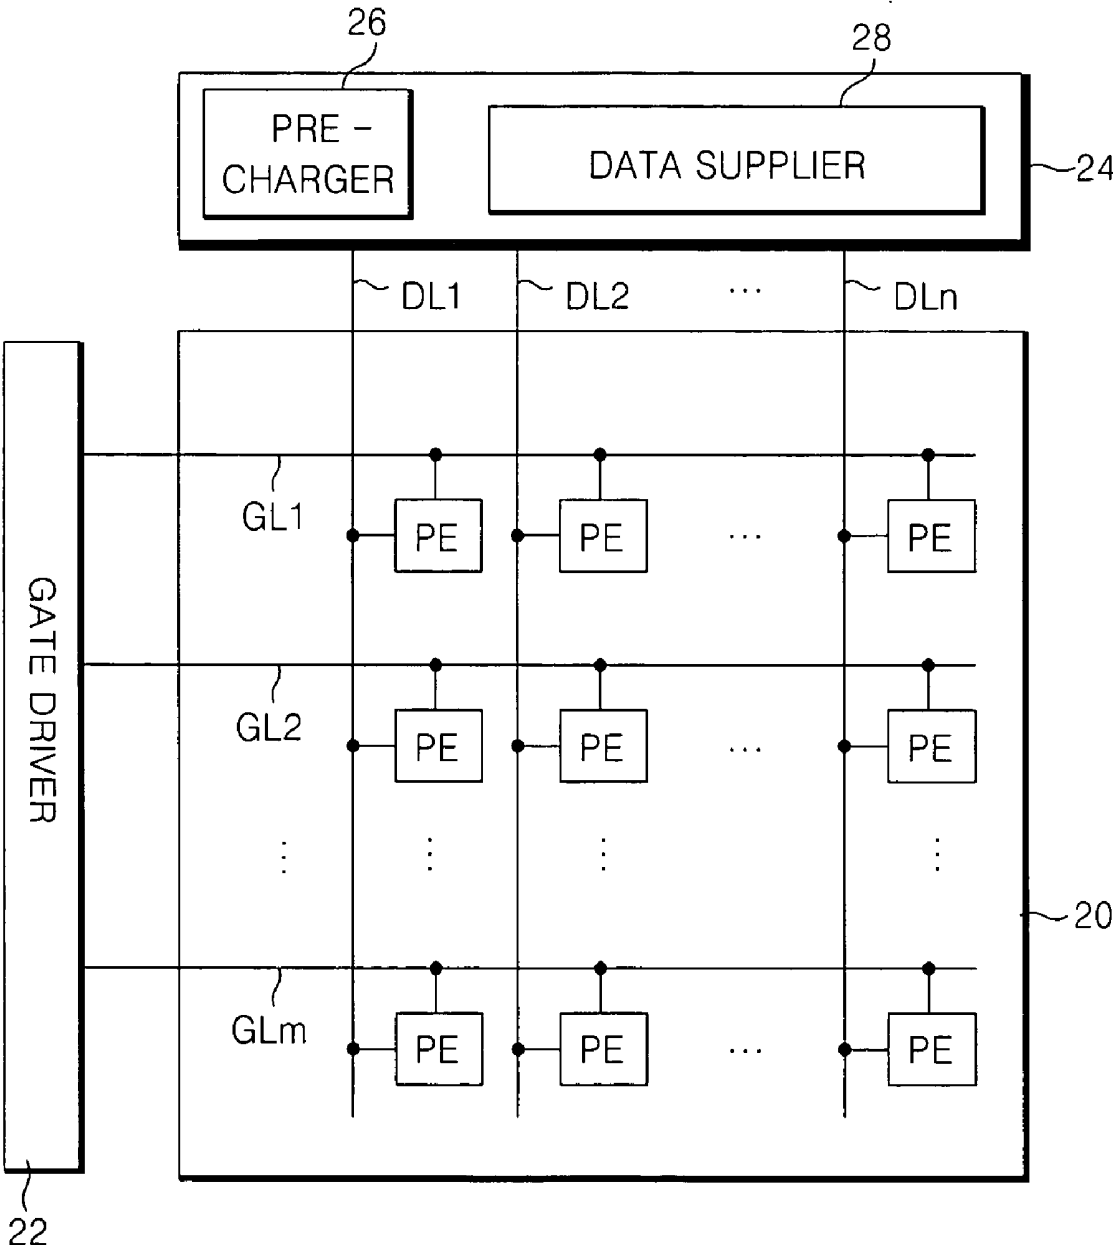 26
28
PRE -
CHARGER
DATA SUPPLIER
24
DL1 DL2 ... DLn
GL1
PE PE ... PE
GATE DRIVER
GL2
PE PE ... PE
20
GLm
PE PE ... PE
22